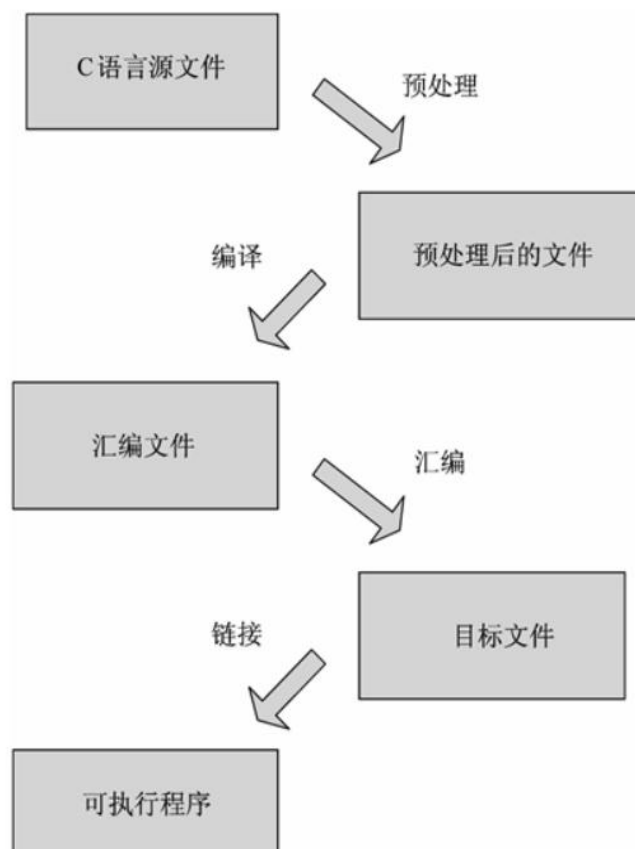 C语言源文件
预处理
预处理后的文件
编译
汇编文件
汇编
目标文件
链接
可执行程序